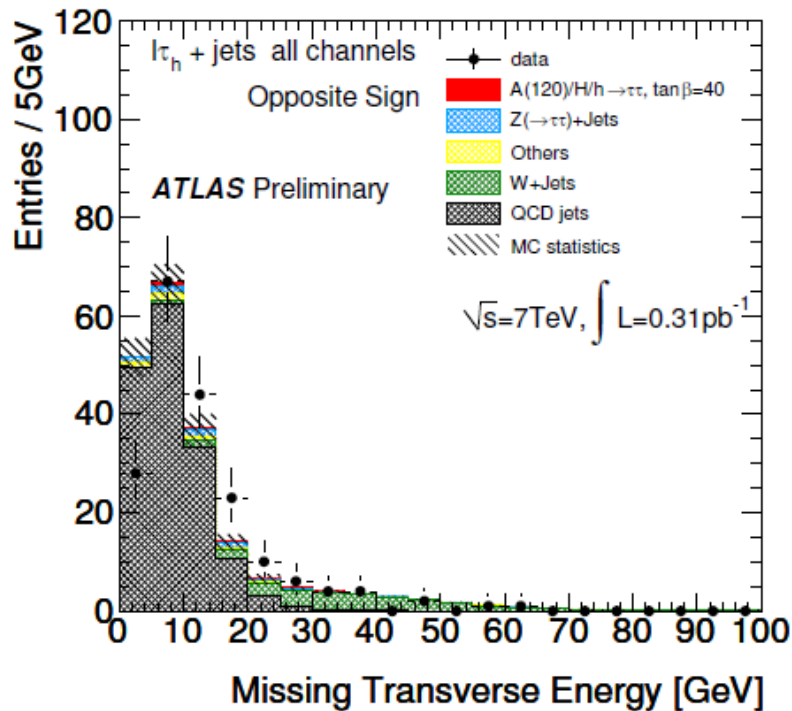 lτh + jets all channels
Opposite Sign
ATLAS Preliminary
data
A(120)/H/h→ττ, tanβ=40
Z(→ττ)+Jets
Others
W+Jets
QCD jets
MC statistics
√s=7TeV, ∫ L=0.31pb⁻¹
Entries / 5GeV
120
100
80
60
40
20
0
0 10 20 30 40 50 60 70 80 90 100
Missing Transverse Energy [GeV]